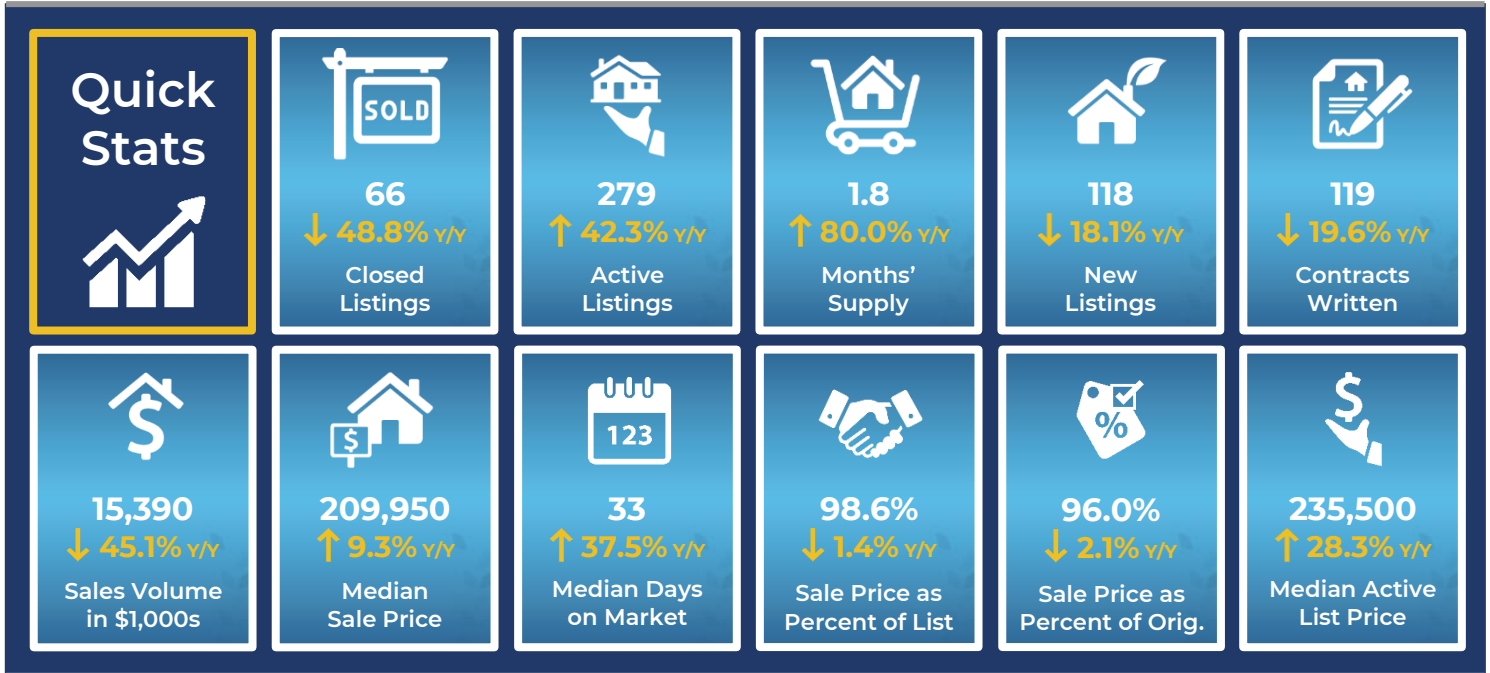 Quick
Stats
SOLD
66
↓ 48.8% Y/Y
Closed
Listings
279
↑ 42.3% Y/Y
Active
Listings
1.8
↑ 80.0% Y/Y
Months’
Supply
118
↓ 18.1% Y/Y
New
Listings
119
↓ 19.6% Y/Y
Contracts
Written
$
15,390
↓ 45.1% Y/Y
Sales Volume
in $1,000s
$
209,950
↑ 9.3% Y/Y
Median
Sale Price
123
33
↑ 37.5% Y/Y
Median Days
on Market
98.6%
↓ 1.4% Y/Y
Sale Price as
Percent of List
%
96.0%
↓ 2.1% Y/Y
Sale Price as
Percent of Orig.
$
235,500
↑ 28.3% Y/Y
Median Active
List Price